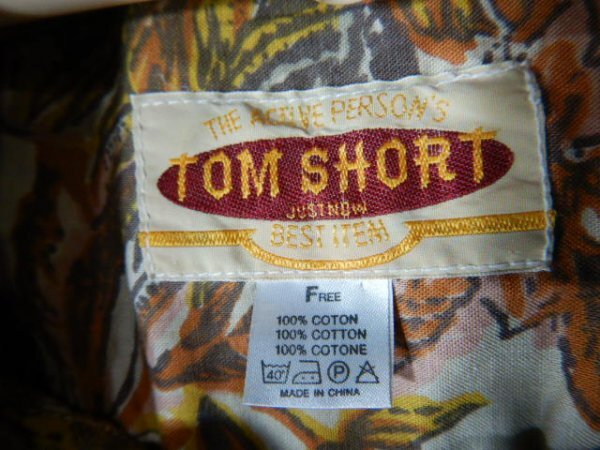 THE ACTIVE PERSON'S
TOM SHORT
JUSTNOW
BEST ITEM
FREE
100% COTON
100% COTTON
100% COTONE
40°
P
A
MADE IN CHINA